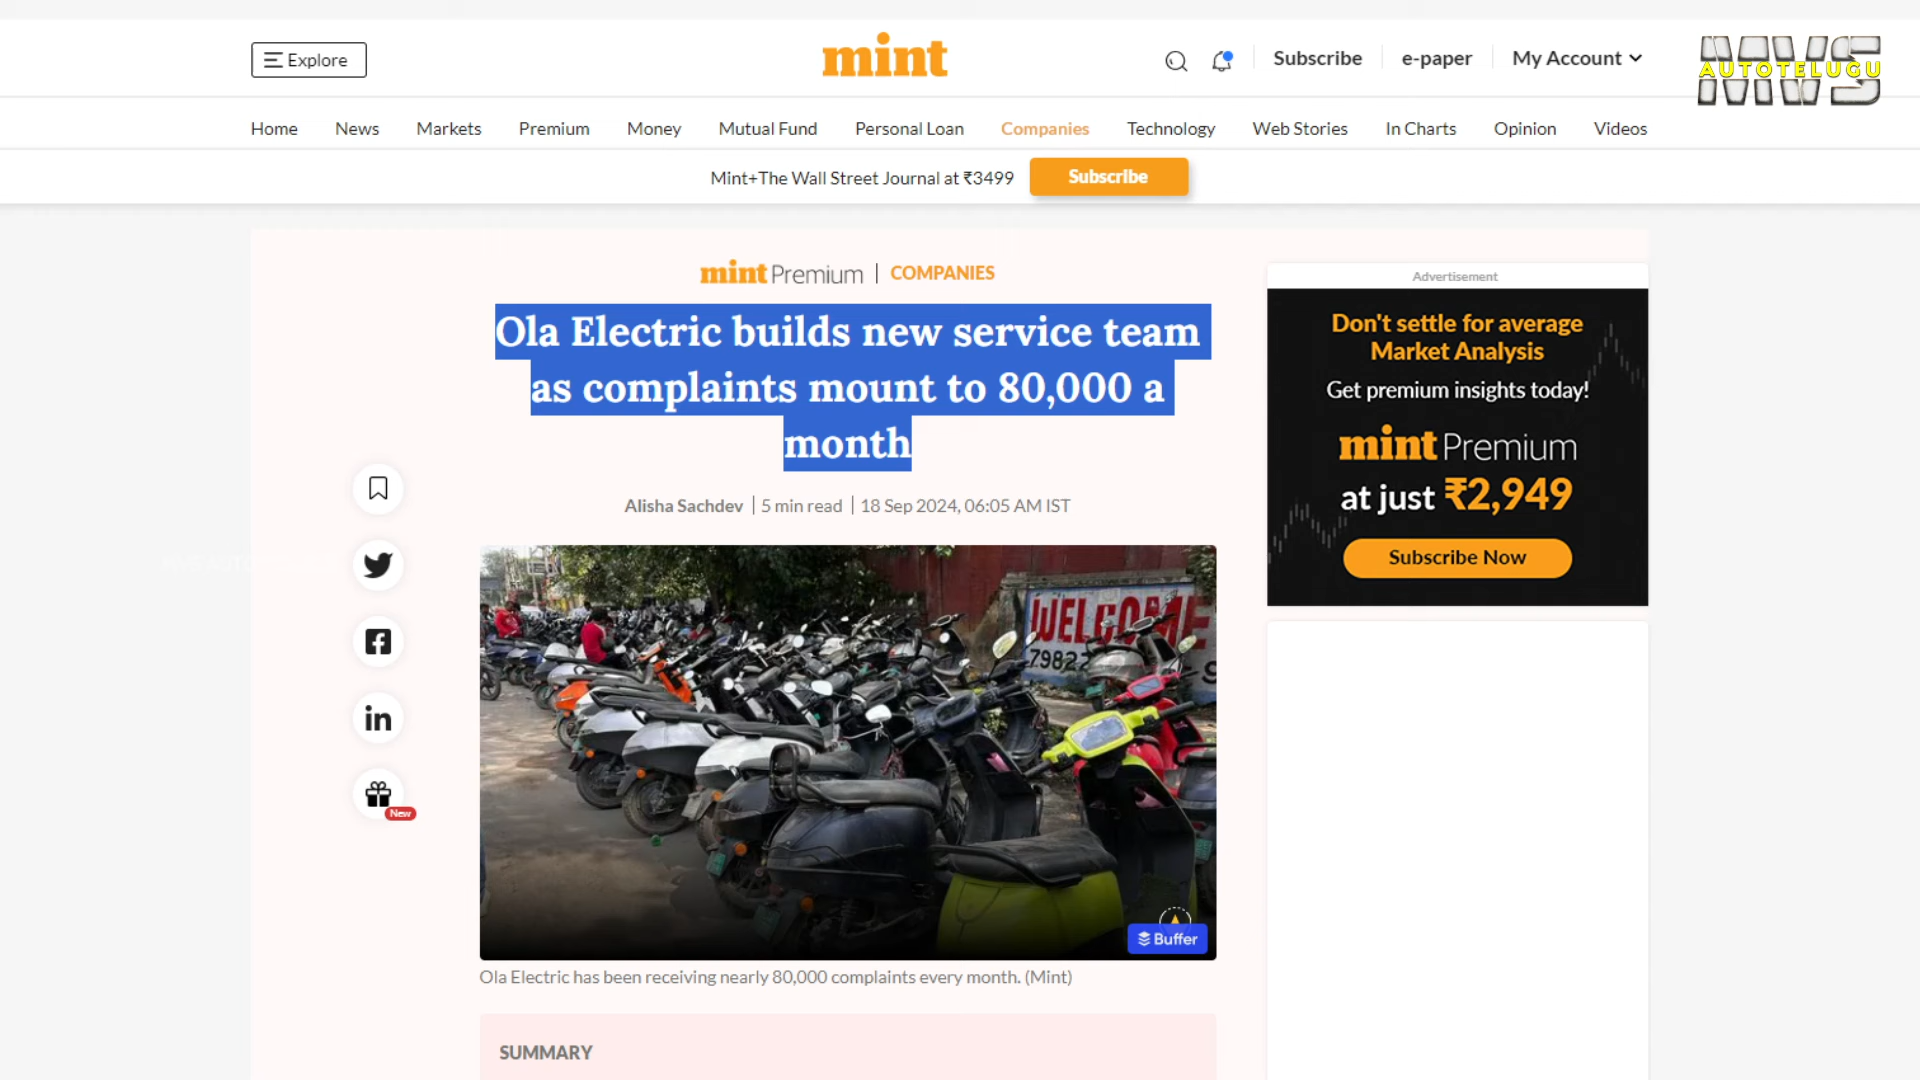 Explore
mint
Subscribe
e-paper
My Account
MVS
AUTOTELUGU
Home
News
Markets
Premium
Money
Mutual Fund
Personal Loan
Companies
Technology
Web Stories
In Charts
Opinion
Videos
Mint+The Wall Street Journal at ₹3499
Subscribe
mint Premium | COMPANIES
Ola Electric builds new service team
as complaints mount to 80,000 a
month
Alisha Sachdev | 5 min read | 18 Sep 2024, 06:05 AM IST
New
WELCOME
79822
Buffer
Ola Electric has been receiving nearly 80,000 complaints every month. (Mint)
SUMMARY
Advertisement
Don't settle for average
Market Analysis
Get premium insights today!
mint Premium
at just ₹2,949
Subscribe Now